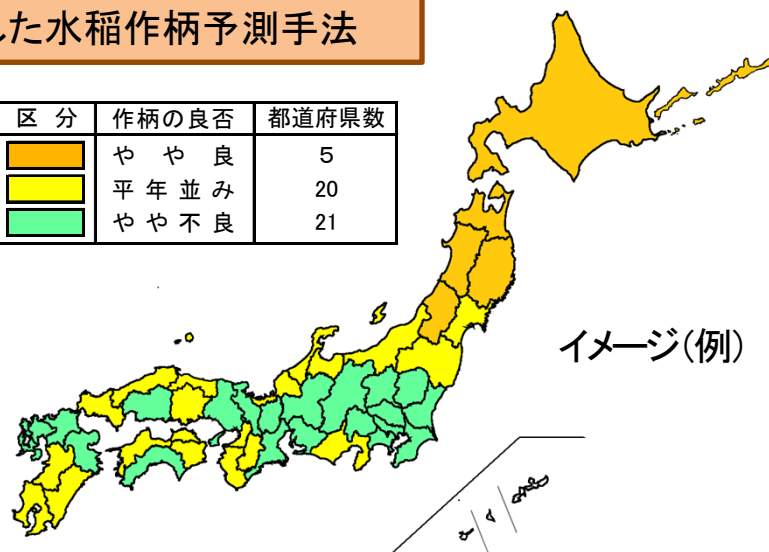 した水稲作柄予測手法
区 分 作柄の良否 都道府県数
や や 良 5
平 年 並 み 20
や や 不 良 21
イメージ(例)